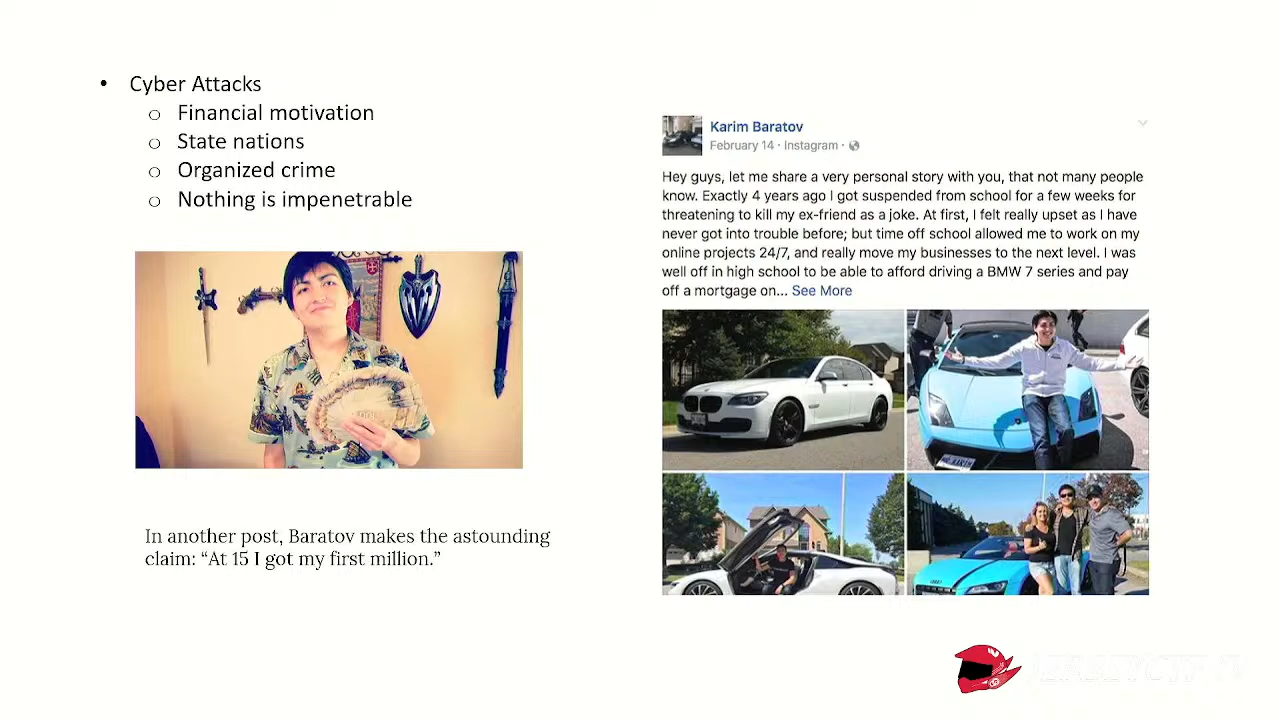 • Cyber Attacks
o Financial motivation
o State nations
o Organized crime
o Nothing is impenetrable
In another post, Baratov makes the astounding
claim: “At 15 I got my first million.”
Karim Baratov
February 14 · Instagram ·
Hey guys, let me share a very personal story with you, that not many people
know. Exactly 4 years ago I got suspended from school for a few weeks for
threatening to kill my ex-friend as a joke. At first, I felt really upset as I have
never got into trouble before; but time off school allowed me to work on my
online projects 24/7, and really move my businesses to the next level. I was
well off in high school to be able to afford driving a BMW 7 series and pay
off a mortgage on... See More